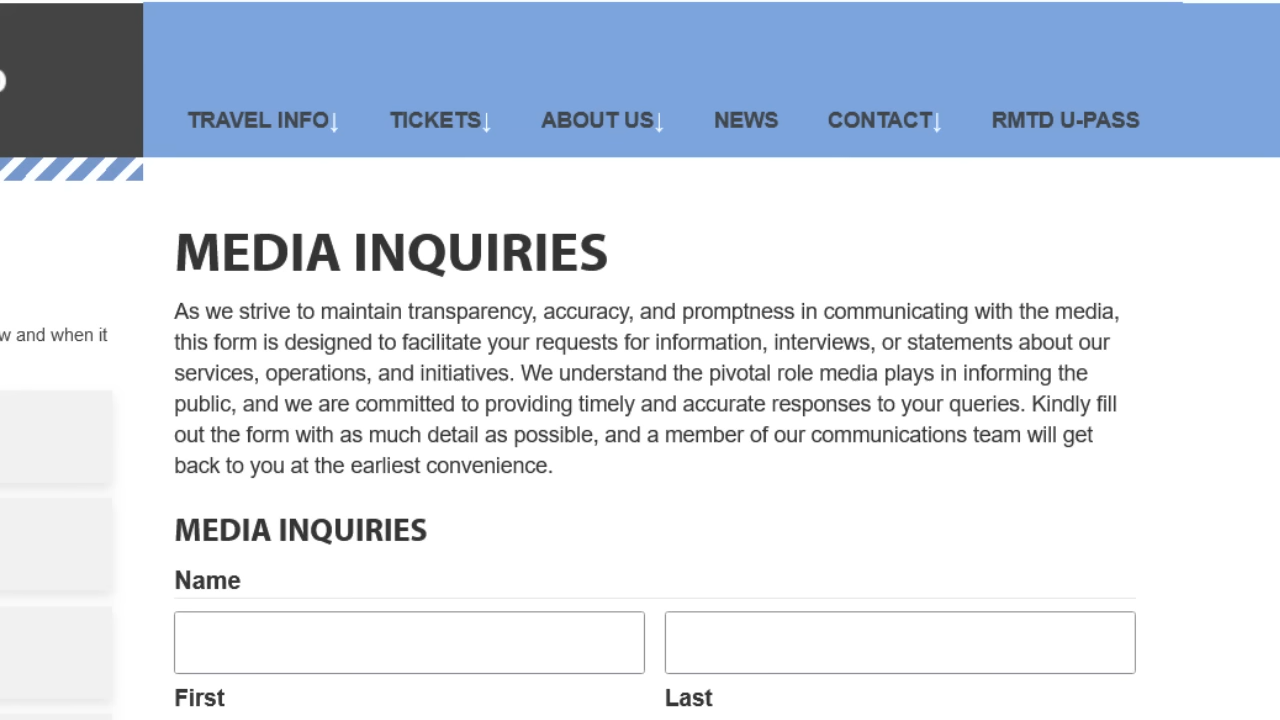 TRAVEL INFO↓ TICKETS↓ ABOUT US↓ NEWS CONTACT↓ RMTD U-PASS
MEDIA INQUIRIES
As we strive to maintain transparency, accuracy, and promptness in communicating with the media,
this form is designed to facilitate your requests for information, interviews, or statements about our
services, operations, and initiatives. We understand the pivotal role media plays in informing the
public, and we are committed to providing timely and accurate responses to your queries. Kindly fill
out the form with as much detail as possible, and a member of our communications team will get
back to you at the earliest convenience.
and when it
MEDIA INQUIRIES
Name
First Last